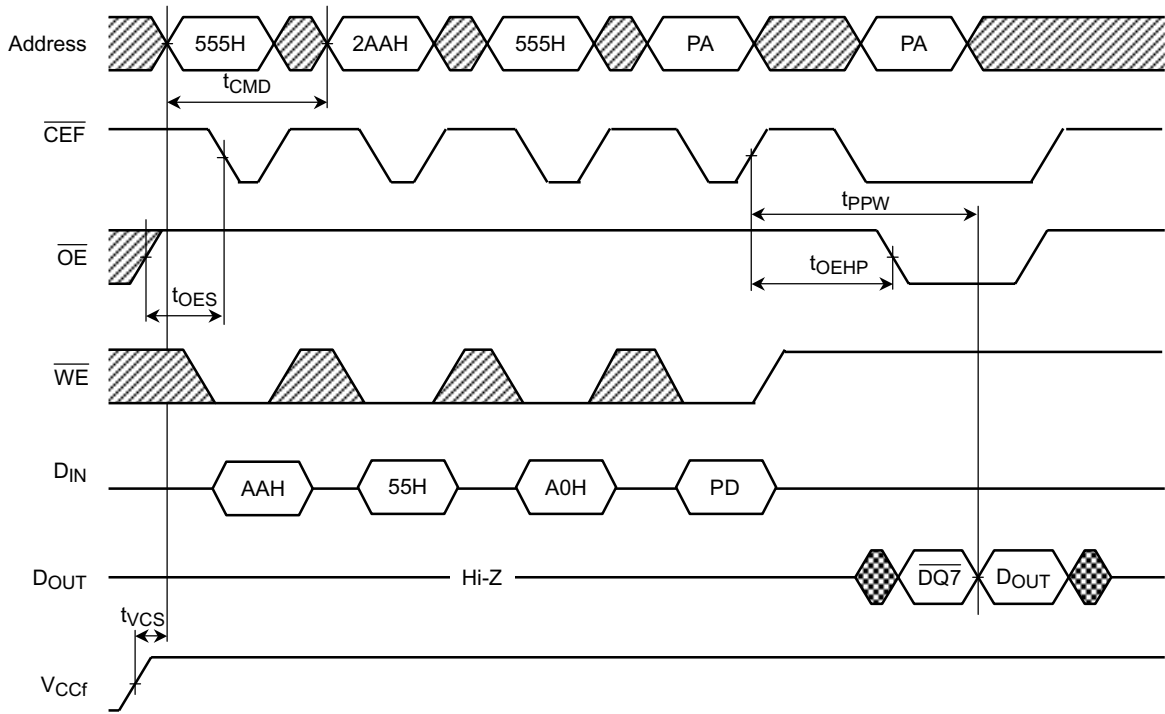 Address 555H 2AAH 555H PA PA
tCMD
CEF
tPPW
OE
tOEHP
tOES
WE
DIN AAH 55H A0H PD
DOUT Hi-Z DQ7 DOUT
tVCS
VCCf